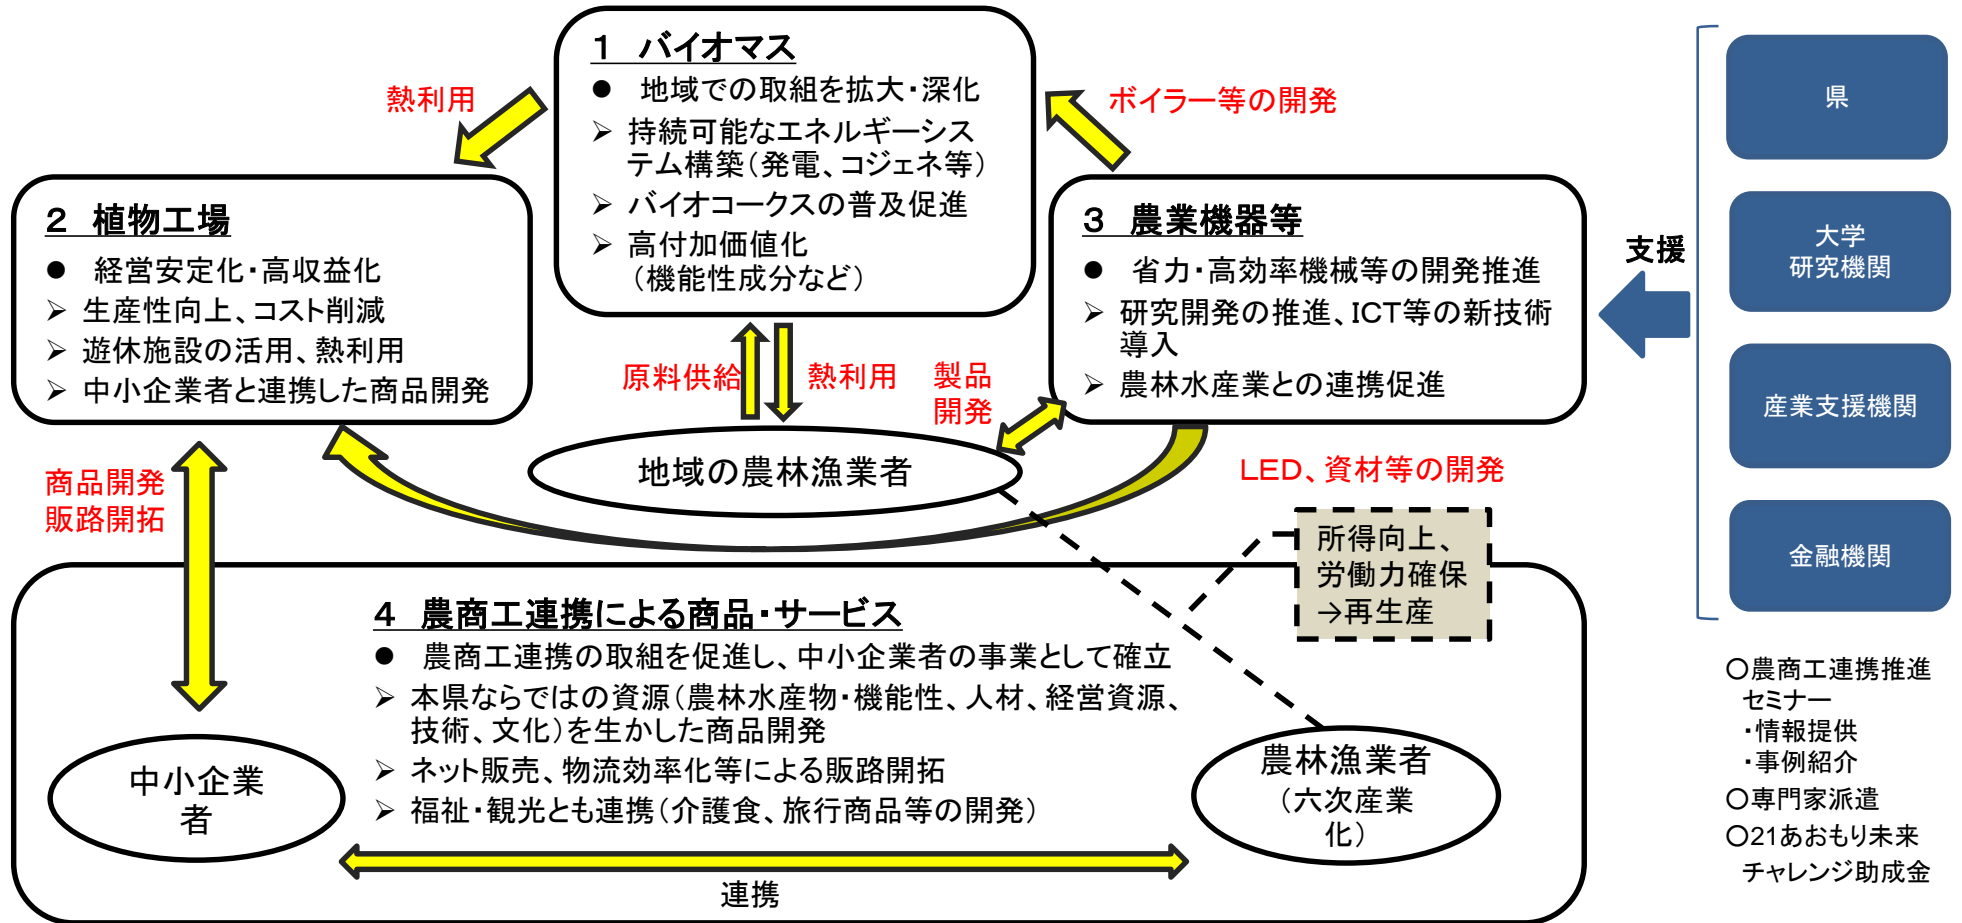 １　バイオマス
●　地域での取組を拡大・深化
➢ 持続可能なエネルギーシス
テム構築（発電、コジェネ等）
➢ バイオコークスの普及促進
➢ 高付加価値化
（機能性成分など）
熱利用
ボイラー等の開発
２　植物工場
●　経営安定化・高収益化
➢ 生産性向上、コスト削減
➢ 遊休施設の活用、熱利用
➢ 中小企業者と連携した商品開発
３　農業機器等
●　省力・高効率機械等の開発推進
➢ 研究開発の推進、ICT等の新技術
導入
➢ 農林水産業との連携促進
原料供給
熱利用
製品
開発
地域の農林漁業者
商品開発
販路開拓
LED、資材等の開発
所得向上、
労働力確保
→再生産
４　農商工連携による商品・サービス
●　農商工連携の取組を促進し、中小企業者の事業として確立
➢ 本県ならではの資源（農林水産物・機能性、人材、経営資源、
技術、文化）を生かした商品開発
➢ ネット販売、物流効率化等による販路開拓
➢ 福祉・観光とも連携（介護食、旅行商品等の開発）
中小企業
者
農林漁業者
（六次産業
化）
連携
支援
県
大学
研究機関
産業支援機関
金融機関
〇農商工連携推進
セミナー
・情報提供
・事例紹介
〇専門家派遣
〇21あおもり未来
チャレンジ助成金